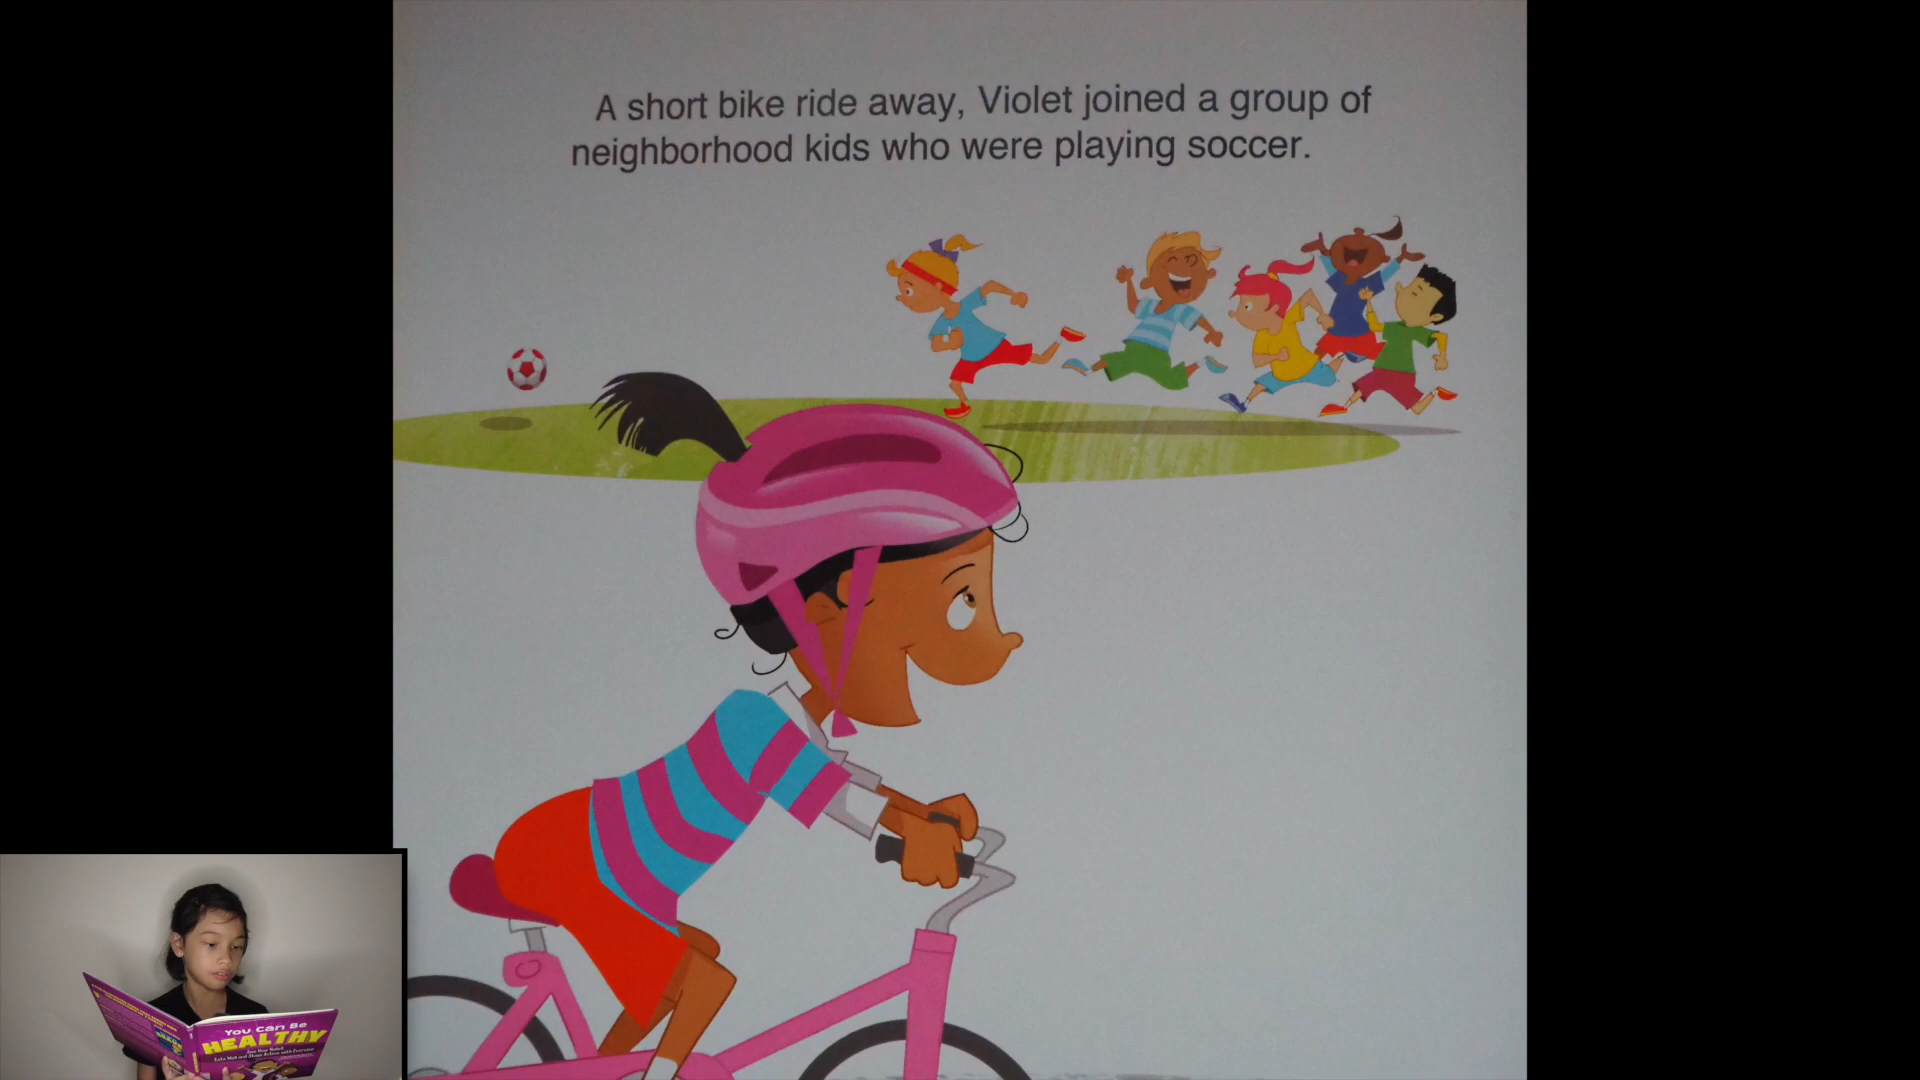 A short bike ride away, Violet joined a group of
neighborhood kids who were playing soccer.
You Can Be
HEALTHY